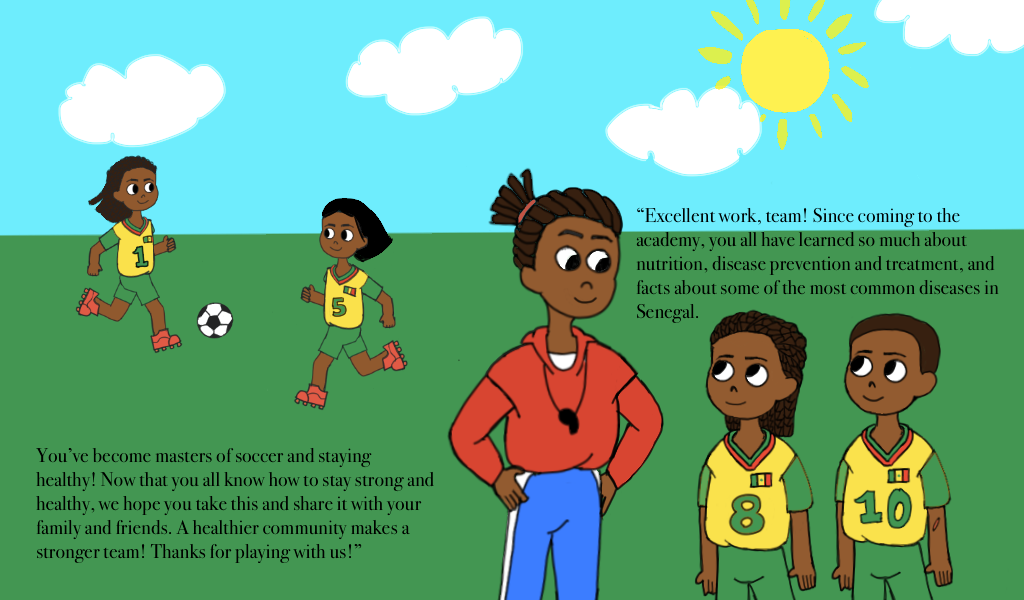 “Excellent work, team! Since coming to the
academy, you all have learned so much about
nutrition, disease prevention and treatment, and
facts about some of the most common diseases in
Senegal.
You’ve become masters of soccer and staying
healthy! Now that you all know how to stay strong and
healthy, we hope you take this and share it with your
family and friends. A healthier community makes a
stronger team! Thanks for playing with us!”
1
5
8
10